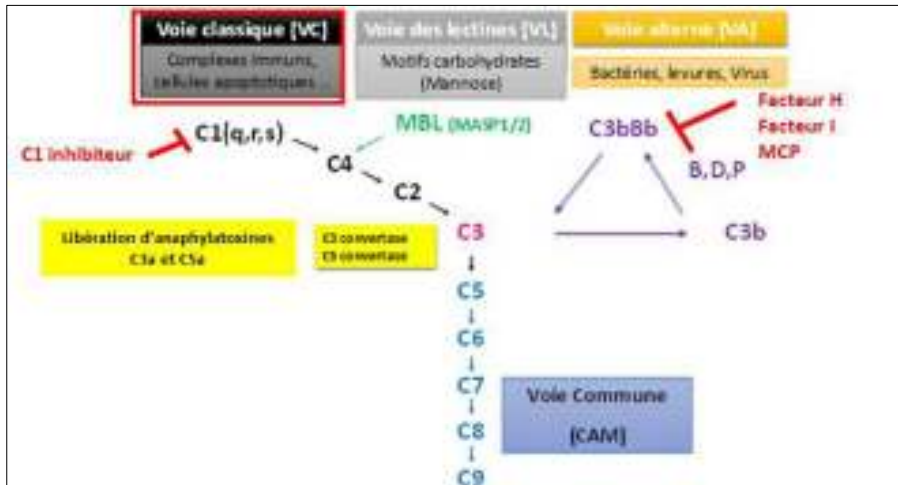 Voie classique [VC]
Complexes immuns,
cellules apoptotiques...
Voie des lectines [VL]
Motifs carbohydrates
(Mannose)
Voie alterne [VA]
Bactéries, levures, Virus
C1 inhibiteur
C1(q,r,s)
MBL (MASP1/2)
C4
C2
C3bBb
Facteur H
Facteur I
MCP
B,D,P
Libération d'anaphylatoxines
C3a et C5a
C3 convertase
C5 convertase
C3
C3b
C5
C6
C7
C8
C9
Voie Commune
[CAM]